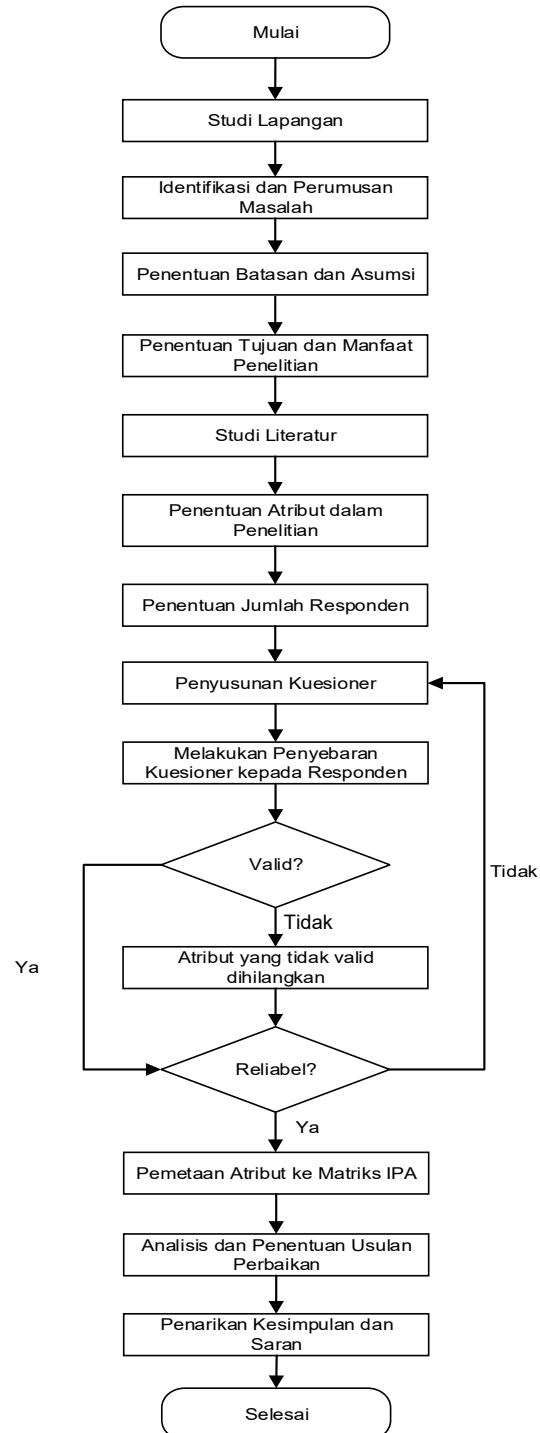 Mulai
Studi Lapangan
Identifikasi dan Perumusan
Masalah
Penentuan Batasan dan Asumsi
Penentuan Tujuan dan Manfaat
Penelitian
Studi Literatur
Penentuan Atribut dalam
Penelitian
Penentuan Jumlah Responden
Penyusunan Kuesioner
Melakukan Penyebaran
Kuesioner kepada Responden
Valid?
Tidak
Tidak
Atribut yang tidak valid
dihilangkan
Ya
Reliabel?
Ya
Pemetaan Atribut ke Matriks IPA
Analisis dan Penentuan Usulan
Perbaikan
Penarikan Kesimpulan dan
Saran
Selesai